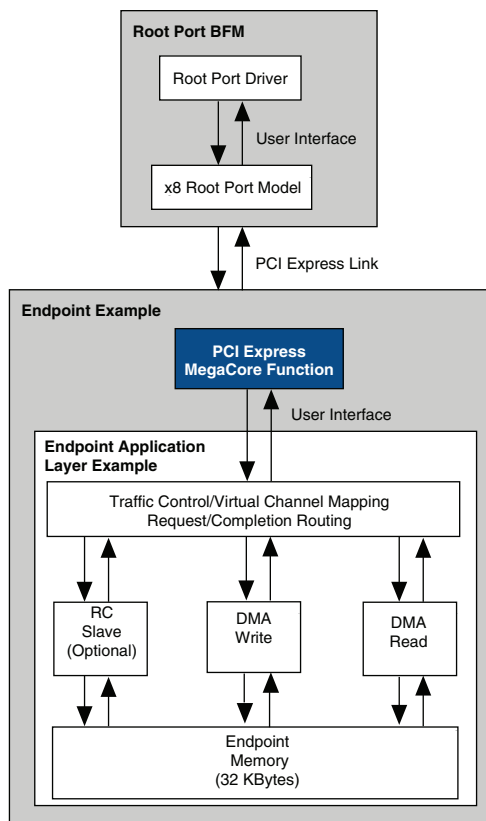 Root Port BFM
Root Port Driver
User Interface
x8 Root Port Model
PCI Express Link
Endpoint Example
PCI Express
MegaCore Function
User Interface
Endpoint Application
Layer Example
Traffic Control/Virtual Channel Mapping
Request/Completion Routing
RC
Slave
(Optional)
DMA
Write
DMA
Read
Endpoint
Memory
(32 KBytes)